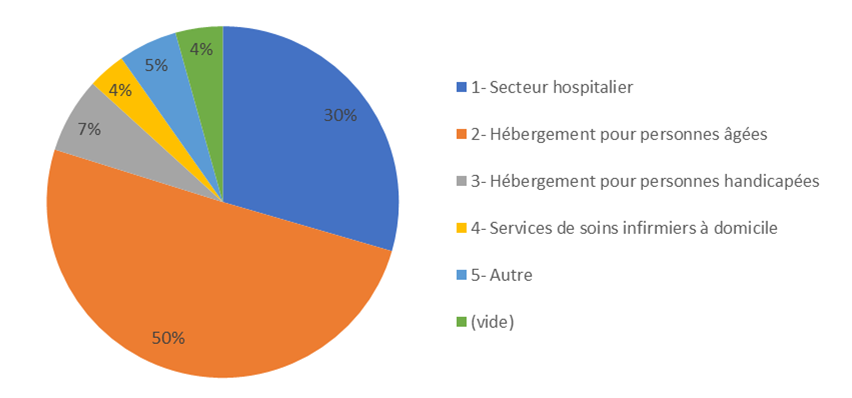 4%
5%
4%
7%
30%
50%
1- Secteur hospitalier
2- Hébergement pour personnes âgées
3- Hébergement pour personnes handicapées
4- Services de soins infirmiers à domicile
5- Autre
(vide)